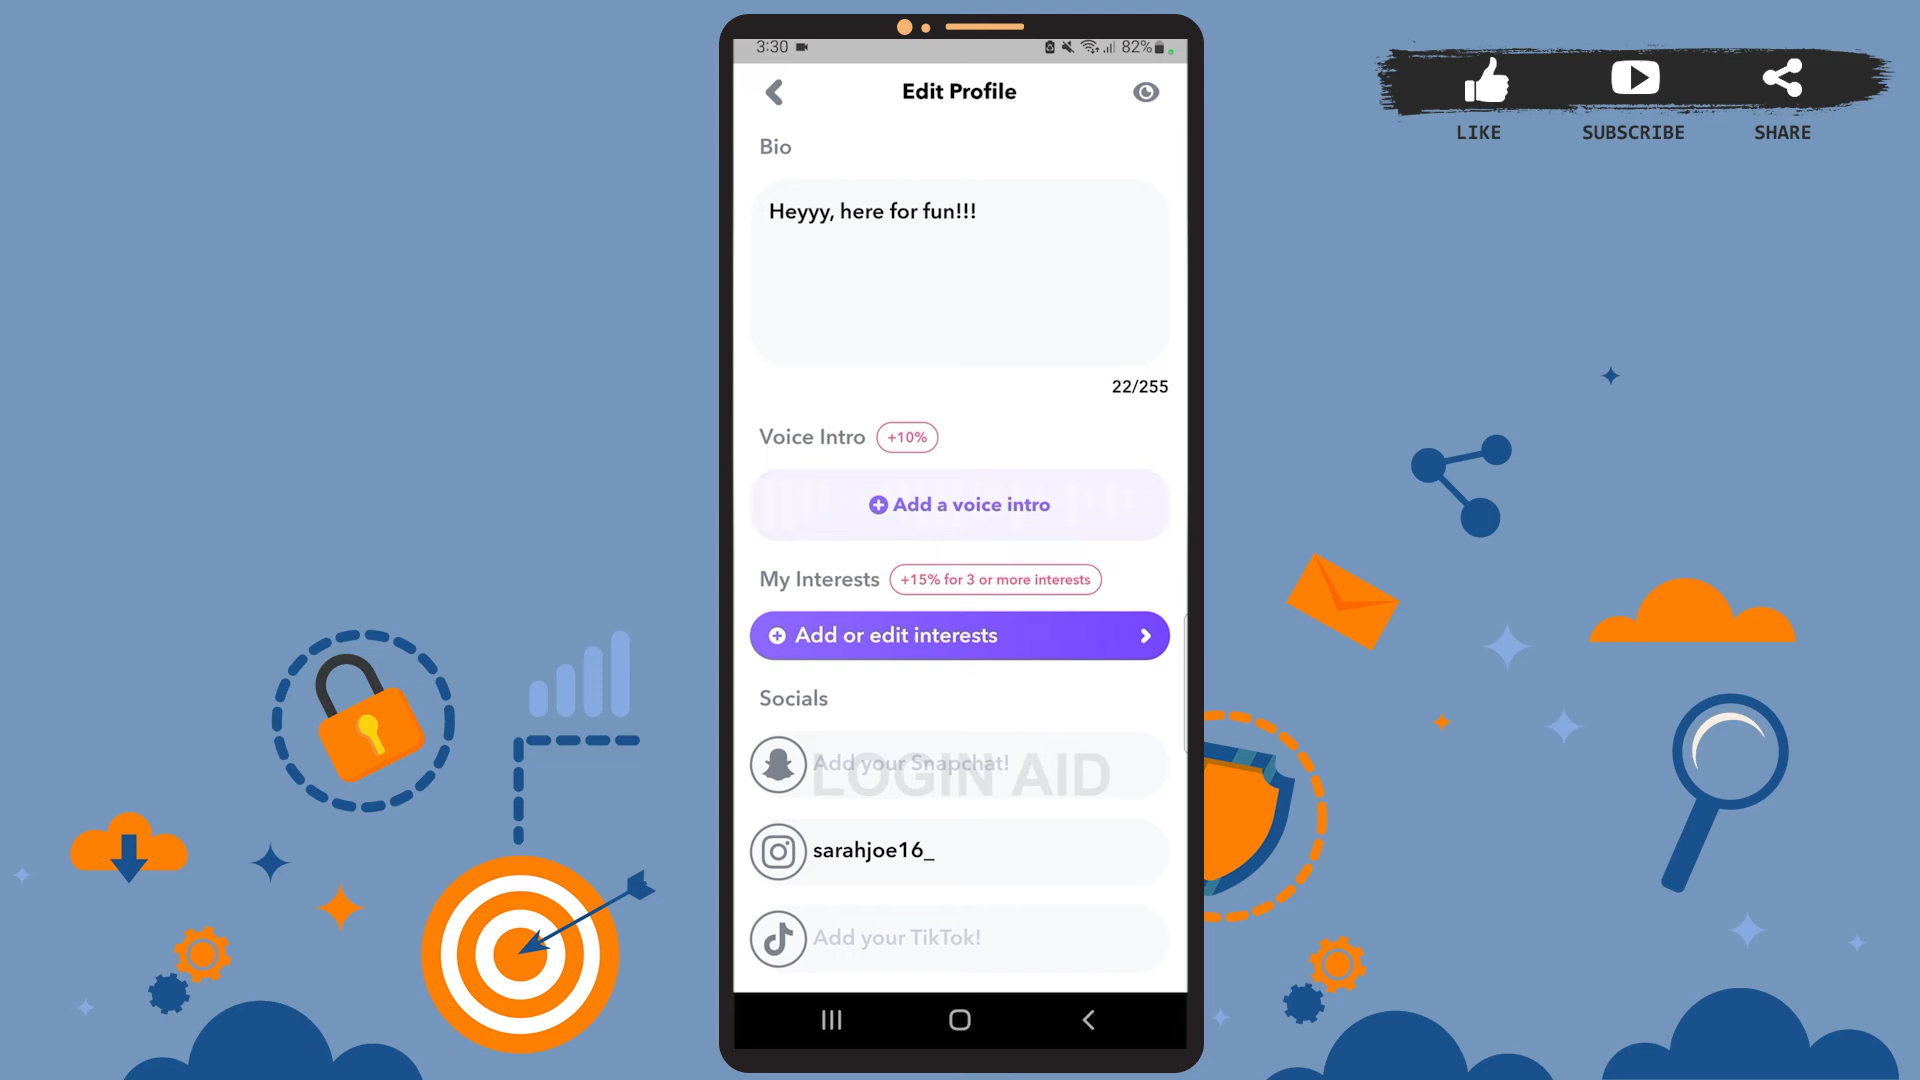 3:30
82%
Edit Profile
Bio
Heyyy, here for fun!!!
22/255
Voice Intro
+10%
Add a voice intro
My Interests
+15% for 3 or more interests
Add or edit interests
Socials
Add your Snapchat!
LOGIN AID
sarahjoe16_
Add your TikTok!
LIKE
SUBSCRIBE
SHARE